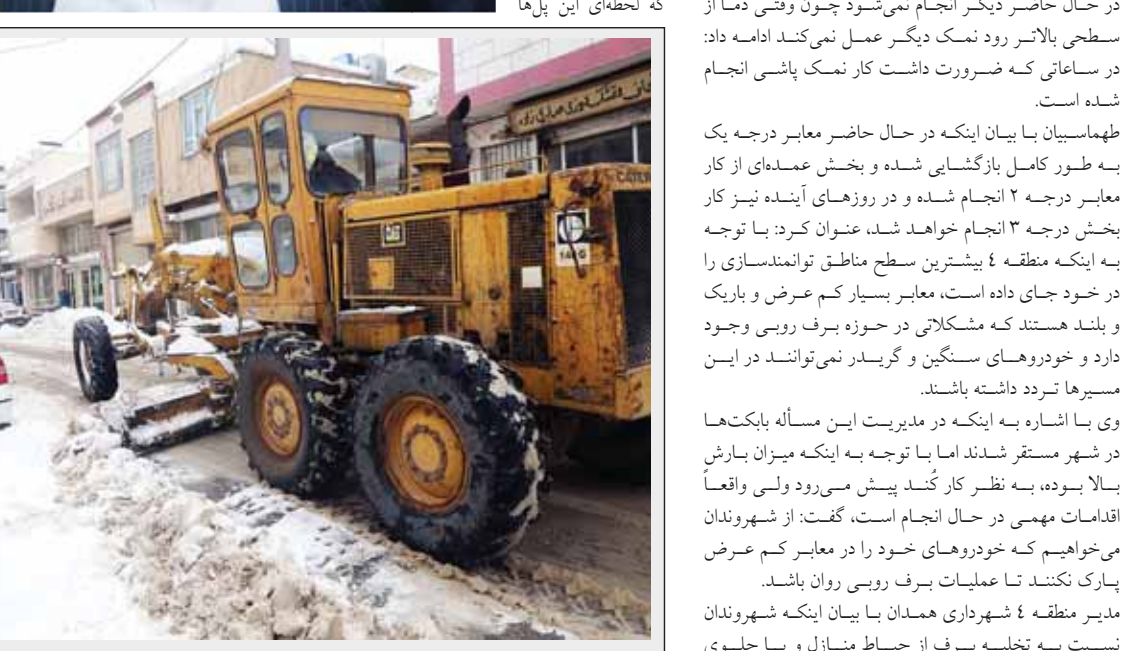 در حال حاضر دیگر انجام نمی‌شود چون وقتی دما از
سطحی بالاتر رود نمک دیگر عمل نمی‌کند ادامه داد:
در ساعاتی که ضرورت داشت کار نمک پاشی انجام
شده است.
طهماسبیان با بیان اینکه در حال حاضر معابر درجه یک
به طور کامل بازگشایی شده و بخش عمده‌ای از کار
معابر درجه ۲ انجام شده و در روزهای آینده نیز کار
بخش درجه ۳ انجام خواهد شد، عنوان کرد: با توجه
به اینکه منطقه ٤ بیشترین سطح مناطق توانمندسازی را
در خود جای داده است، معابر بسیار کم عرض و باریک
و بلند هستند که مشکلاتی در حوزه برف روبی وجود
دارد و خودروهای سنگین و گریدر نمی‌توانند در این
مسیرها تردد داشته باشند.
وی با اشاره به اینکه در مدیریت این مسأله بابکت‌ها
در شهر مستقر شدند اما با توجه به اینکه میزان بارش
بالا بوده، به نظر کار کُند پیش می‌رود ولی واقعاً
اقدامات مهمی در حال انجام است، گفت: از شهروندان
می‌خواهیم که خودروهای خود را در معابر کم عرض
پارک نکنند تا عملیات برف روبی روان باشد.
مدیر منطقه ٤ شهرداری همدان با بیان اینکه شهروندان
نسبت به تخلیه برف از حیاط منازل و یا جلوی
که لحظه‌ای این پل‌ها